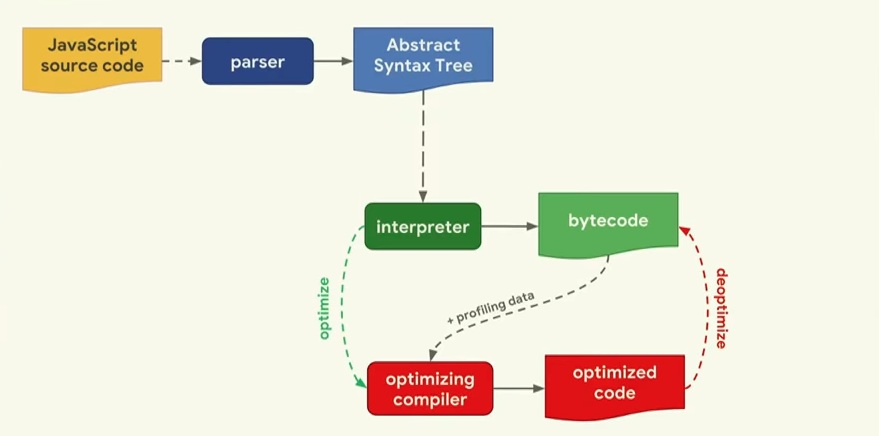 JavaScript
source code
parser
Abstract
Syntax Tree
interpreter
bytecode
optimize
+ profiling data
deoptimize
optimizing
compiler
optimized
code